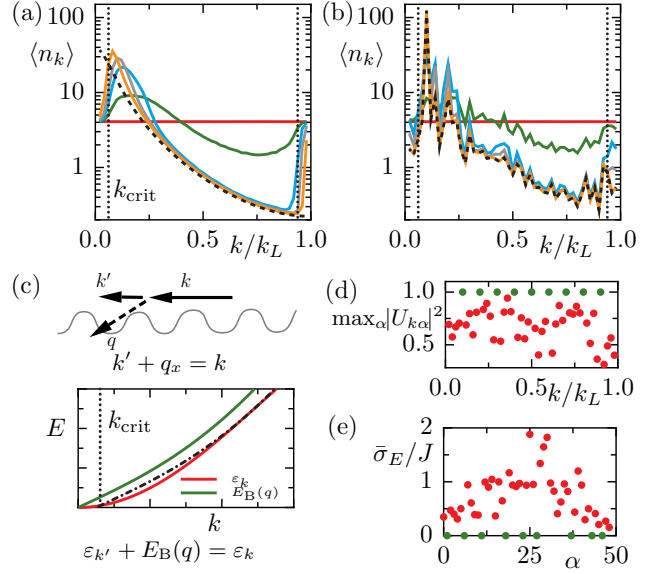 (a)
(b)
⟨n_k⟩
100
10
1
k_crit
0.0
0.5
1.0
k/k_L
⟨n_k⟩
100
10
1
0.0
0.5
1.0
k/k_L
(c)
k'
k
q
k' + q_x = k
E
k_crit
ε_k
E_B(q)
k
ε_k' + E_B(q) = ε_k
(d)
max_α|U_kα|²
1.0
0.5
0.0
0.5
1.0
k/k_L
(e)
σ̄_E/J
2
1
0
0
25
50
α